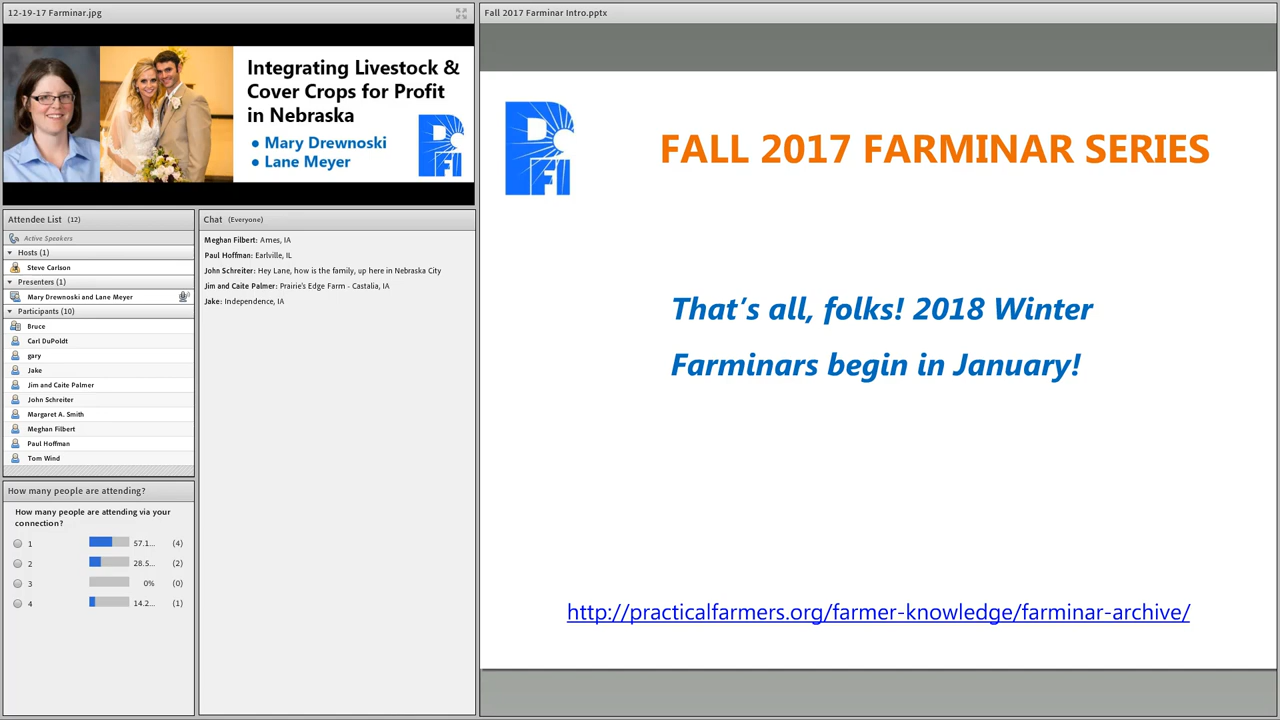 12-19-17 Farminar.jpg
Integrating Livestock &
Cover Crops for Profit
in Nebraska
• Mary Drewnoski
• Lane Meyer
PCFI
Attendee List (12)
Active Speakers
Hosts (1)
Steve Carlson
Presenters (1)
Mary Drewnoski and Lane Meyer
Participants (10)
Bruce
Carl DuPoldt
gary
Jake
Jim and Caite Palmer
John Schreiter
Margaret A. Smith
Meghan Filbert
Paul Hoffman
Tom Wind
How many people are attending?
How many people are attending via your
connection?
1 57.1... (4)
2 28.5... (2)
3 0% (0)
4 14.2... (1)
Chat (Everyone)
Meghan Filbert: Ames, IA
Paul Hoffman: Earlville, IL
John Schreiter: Hey Lane, how is the family, up here in Nebraska City
Jim and Caite Palmer: Prairie's Edge Farm - Castalia, IA
Jake: Independence, IA
Fall 2017 Farminar Intro.pptx
PFI
FALL 2017 FARMINAR SERIES
That's all, folks! 2018 Winter
Farminars begin in January!
http://practicalfarmers.org/farmer-knowledge/farminar-archive/